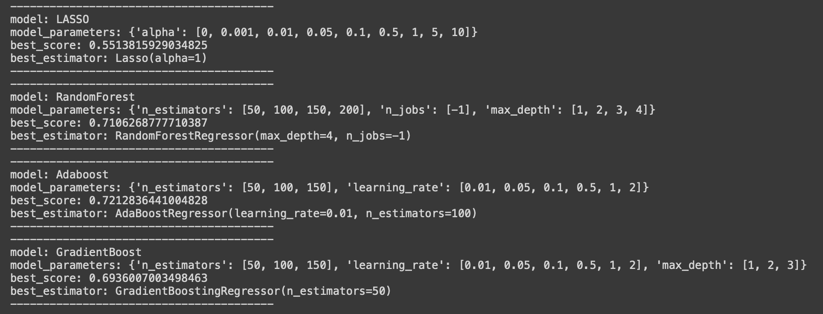 ----------------------------------------
model: LASSO
model_parameters: {'alpha': [0, 0.001, 0.01, 0.05, 0.1, 0.5, 1, 5, 10]}
best_score: 0.5513815929034825
best_estimator: Lasso(alpha=1)
----------------------------------------
----------------------------------------
model: RandomForest
model_parameters: {'n_estimators': [50, 100, 150, 200], 'n_jobs': [-1], 'max_depth': [1, 2, 3, 4]}
best_score: 0.7106268777710387
best_estimator: RandomForestRegressor(max_depth=4, n_jobs=-1)
----------------------------------------
----------------------------------------
model: Adaboost
model_parameters: {'n_estimators': [50, 100, 150], 'learning_rate': [0.01, 0.05, 0.1, 0.5, 1, 2]}
best_score: 0.7212836441004828
best_estimator: AdaBoostRegressor(learning_rate=0.01, n_estimators=100)
----------------------------------------
----------------------------------------
model: GradientBoost
model_parameters: {'n_estimators': [50, 100, 150], 'learning_rate': [0.01, 0.05, 0.1, 0.5, 1, 2], 'max_depth': [1, 2, 3]}
best_score: 0.6936007003498463
best_estimator: GradientBoostingRegressor(n_estimators=50)
----------------------------------------